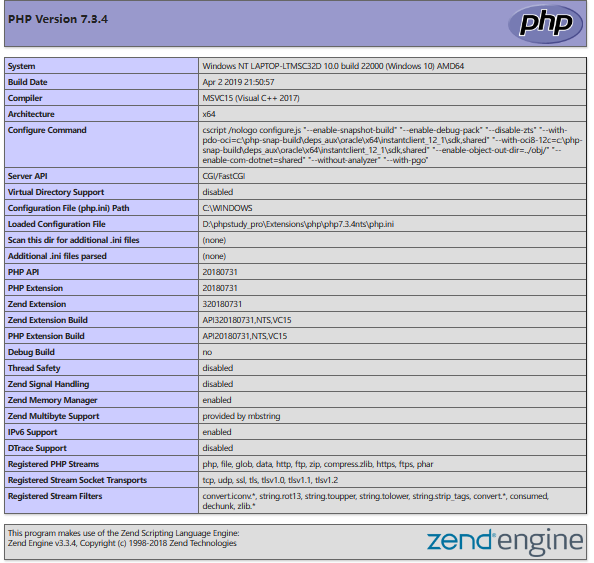 PHP Version 7.3.4
php
System Windows NT LAPTOP-LTMSC32D 10.0 build 22000 (Windows 10) AMD64
Build Date Apr 2 2019 21:50:57
Compiler MSVC15 (Visual C++ 2017)
Architecture x64
Configure Command cscript /nologo configure.js "--enable-snapshot-build" "--enable-debug-pack" "--disable-zts" "--with-
pdo-oci=c:\php-snap-build\deps_aux\oracle\x64\instantclient_12_1\sdk,shared" "--with-oci8-12c=c:\php-
snap-build\deps_aux\oracle\x64\instantclient_12_1\sdk,shared" "--enable-object-out-dir=../obj/" "--
enable-com-dotnet=shared" "--without-analyzer" "--with-pgo"
Server API CGI/FastCGI
Virtual Directory Support disabled
Configuration File (php.ini) Path C:\WINDOWS
Loaded Configuration File D:\phpstudy_pro\Extensions\php\php7.3.4nts\php.ini
Scan this dir for additional .ini files (none)
Additional .ini files parsed (none)
PHP API 20180731
PHP Extension 20180731
Zend Extension 320180731
Zend Extension Build API320180731,NTS,VC15
PHP Extension Build API20180731,NTS,VC15
Debug Build no
Thread Safety disabled
Zend Signal Handling disabled
Zend Memory Manager enabled
Zend Multibyte Support provided by mbstring
IPv6 Support enabled
DTrace Support disabled
Registered PHP Streams php, file, glob, data, http, ftp, zip, compress.zlib, https, ftps, phar
Registered Stream Socket Transports tcp, udp, ssl, tls, tlsv1.0, tlsv1.1, tlsv1.2
Registered Stream Filters convert.iconv.*, string.rot13, string.toupper, string.tolower, string.strip_tags, convert.*, consumed,
dechunk, zlib.*
This program makes use of the Zend Scripting Language Engine:
Zend Engine v3.3.4, Copyright (c) 1998-2018 Zend Technologies
zend engine